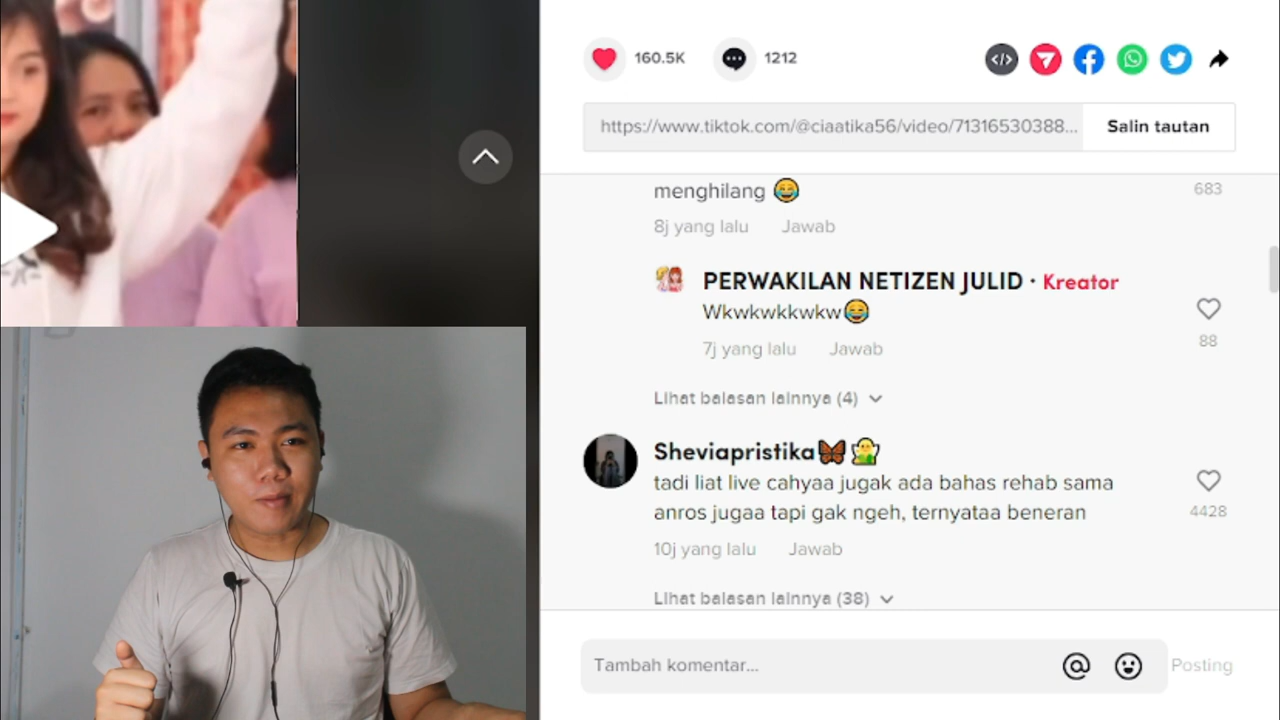 160.5K
1212
https://www.tiktok.com/@ciaatika56/video/71316530388...
Salin tautan
menghilang 😂
683
8j yang lalu
Jawab
PERWAKILAN NETIZEN JULID · Kreator
Wkwkwkkwkw😂
88
7j yang lalu
Jawab
Lihat balasan lainnya (4)
Sheviapristika🦋
tadi liat live cahyaa jugak ada bahas rehab sama
anros jugaa tapi gak ngeh, ternyataa beneran
4428
10j yang lalu
Jawab
Lihat balasan lainnya (38)
Tambah komentar...
Posting